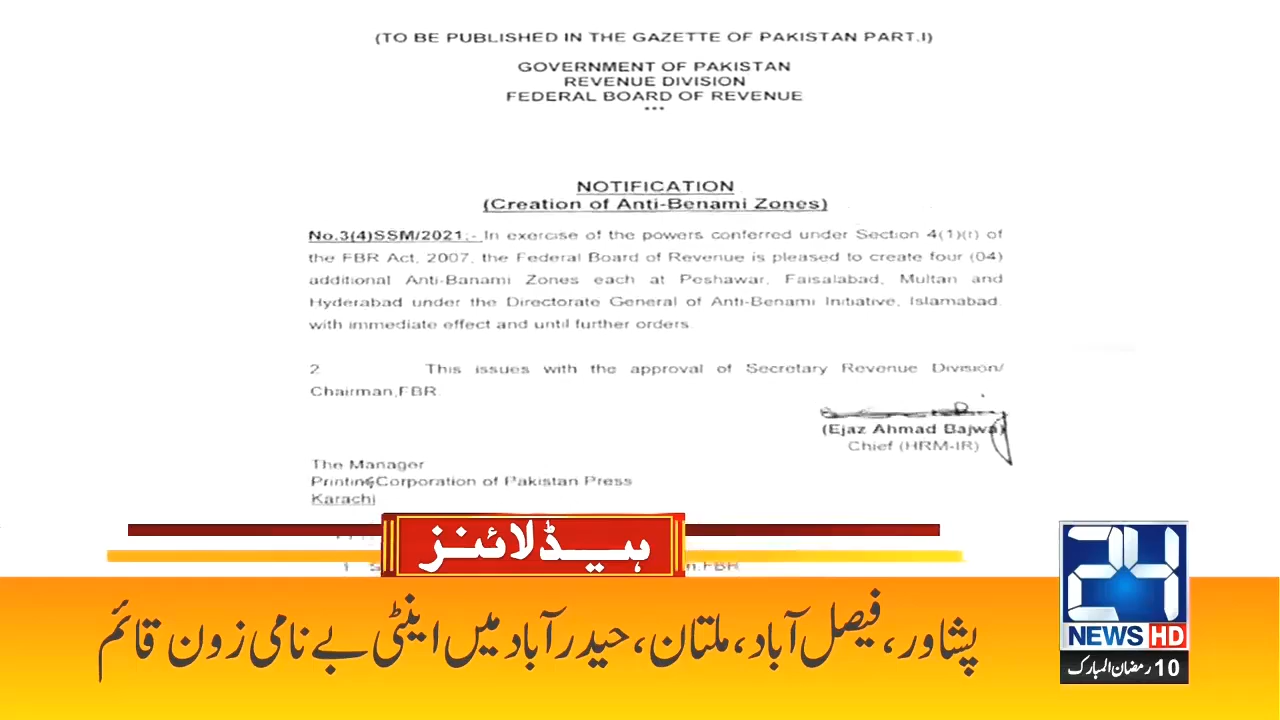 (TO BE PUBLISHED IN THE GAZETTE OF PAKISTAN PART.I)
GOVERNMENT OF PAKISTAN
REVENUE DIVISION
FEDERAL BOARD OF REVENUE
***
NOTIFICATION
(Creation of Anti-Benami Zones)
No.3(4)SSM/2021;- In exercise of the powers conferred under Section 4(1)(r) of
the FBR Act, 2007, the Federal Board of Revenue is pleased to create four (04)
additional Anti-Banami Zones each at Peshawar, Faisalabad, Multan and
Hyderabad under the Directorate General of Anti-Benami Initiative, Islamabad,
with immediate effect and until further orders.
2 This issues with the approval of Secretary Revenue Division/
Chairman,FBR.
(Ejaz Ahmad Bajwa)
Chief (HRM-IR)
The Manager
Printing Corporation of Pakistan Press
Karachi
FBR
ہیڈلائنز
پشاور، فیصل آباد، ملتان، حیدرآباد میں اینٹی بے نامی زون قائم
24
NEWS HD
10 رمضان المبارک